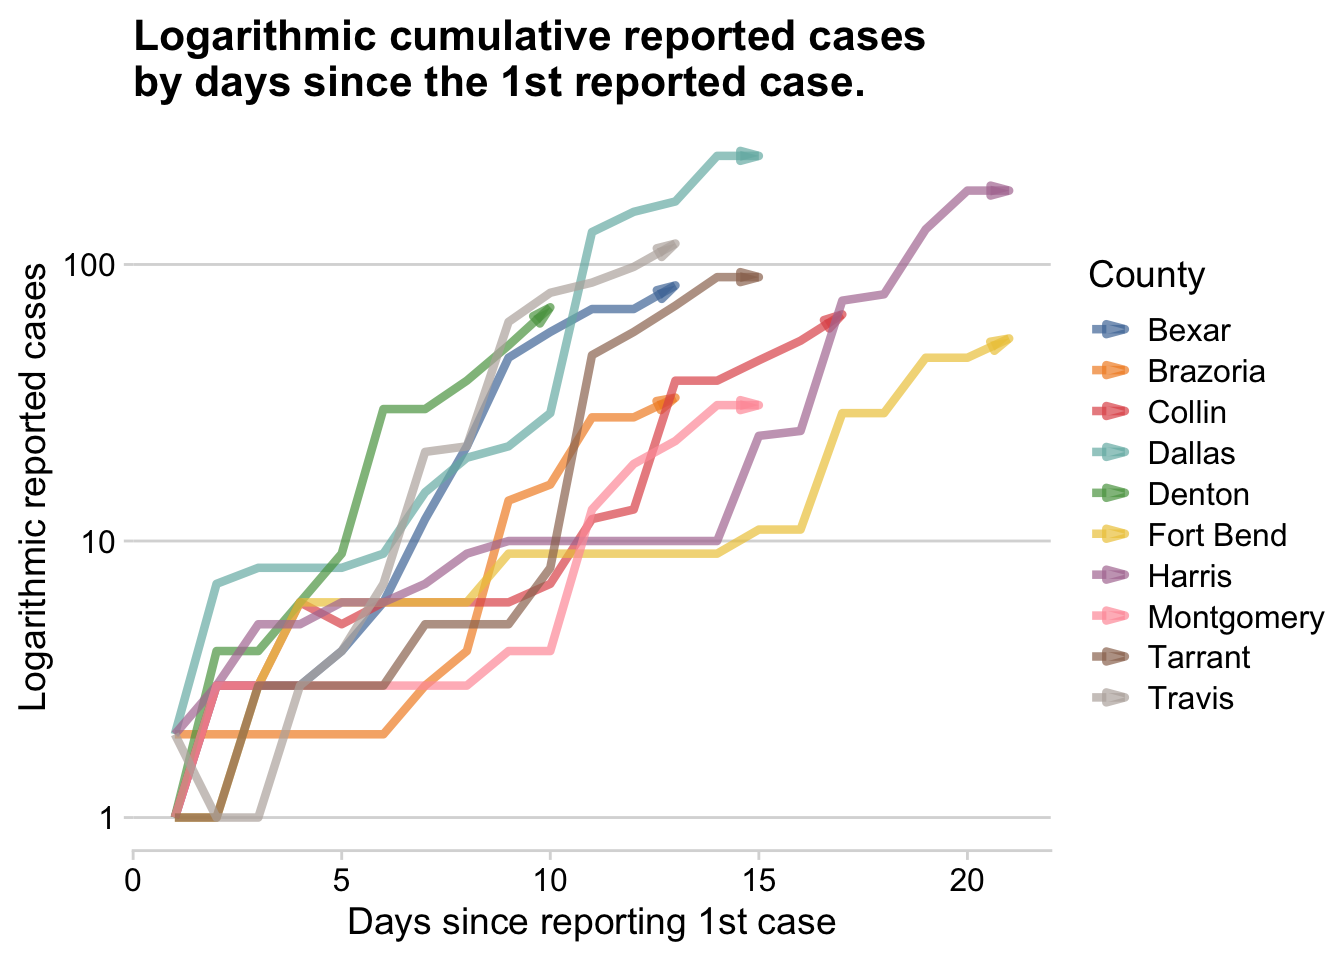 Logarithmic cumulative reported cases
by days since the 1st reported case.
Logarithmic reported cases
100
10
1
0 5 10 15 20
Days since reporting 1st case
County
Bexar
Brazoria
Collin
Dallas
Denton
Fort Bend
Harris
Montgomery
Tarrant
Travis